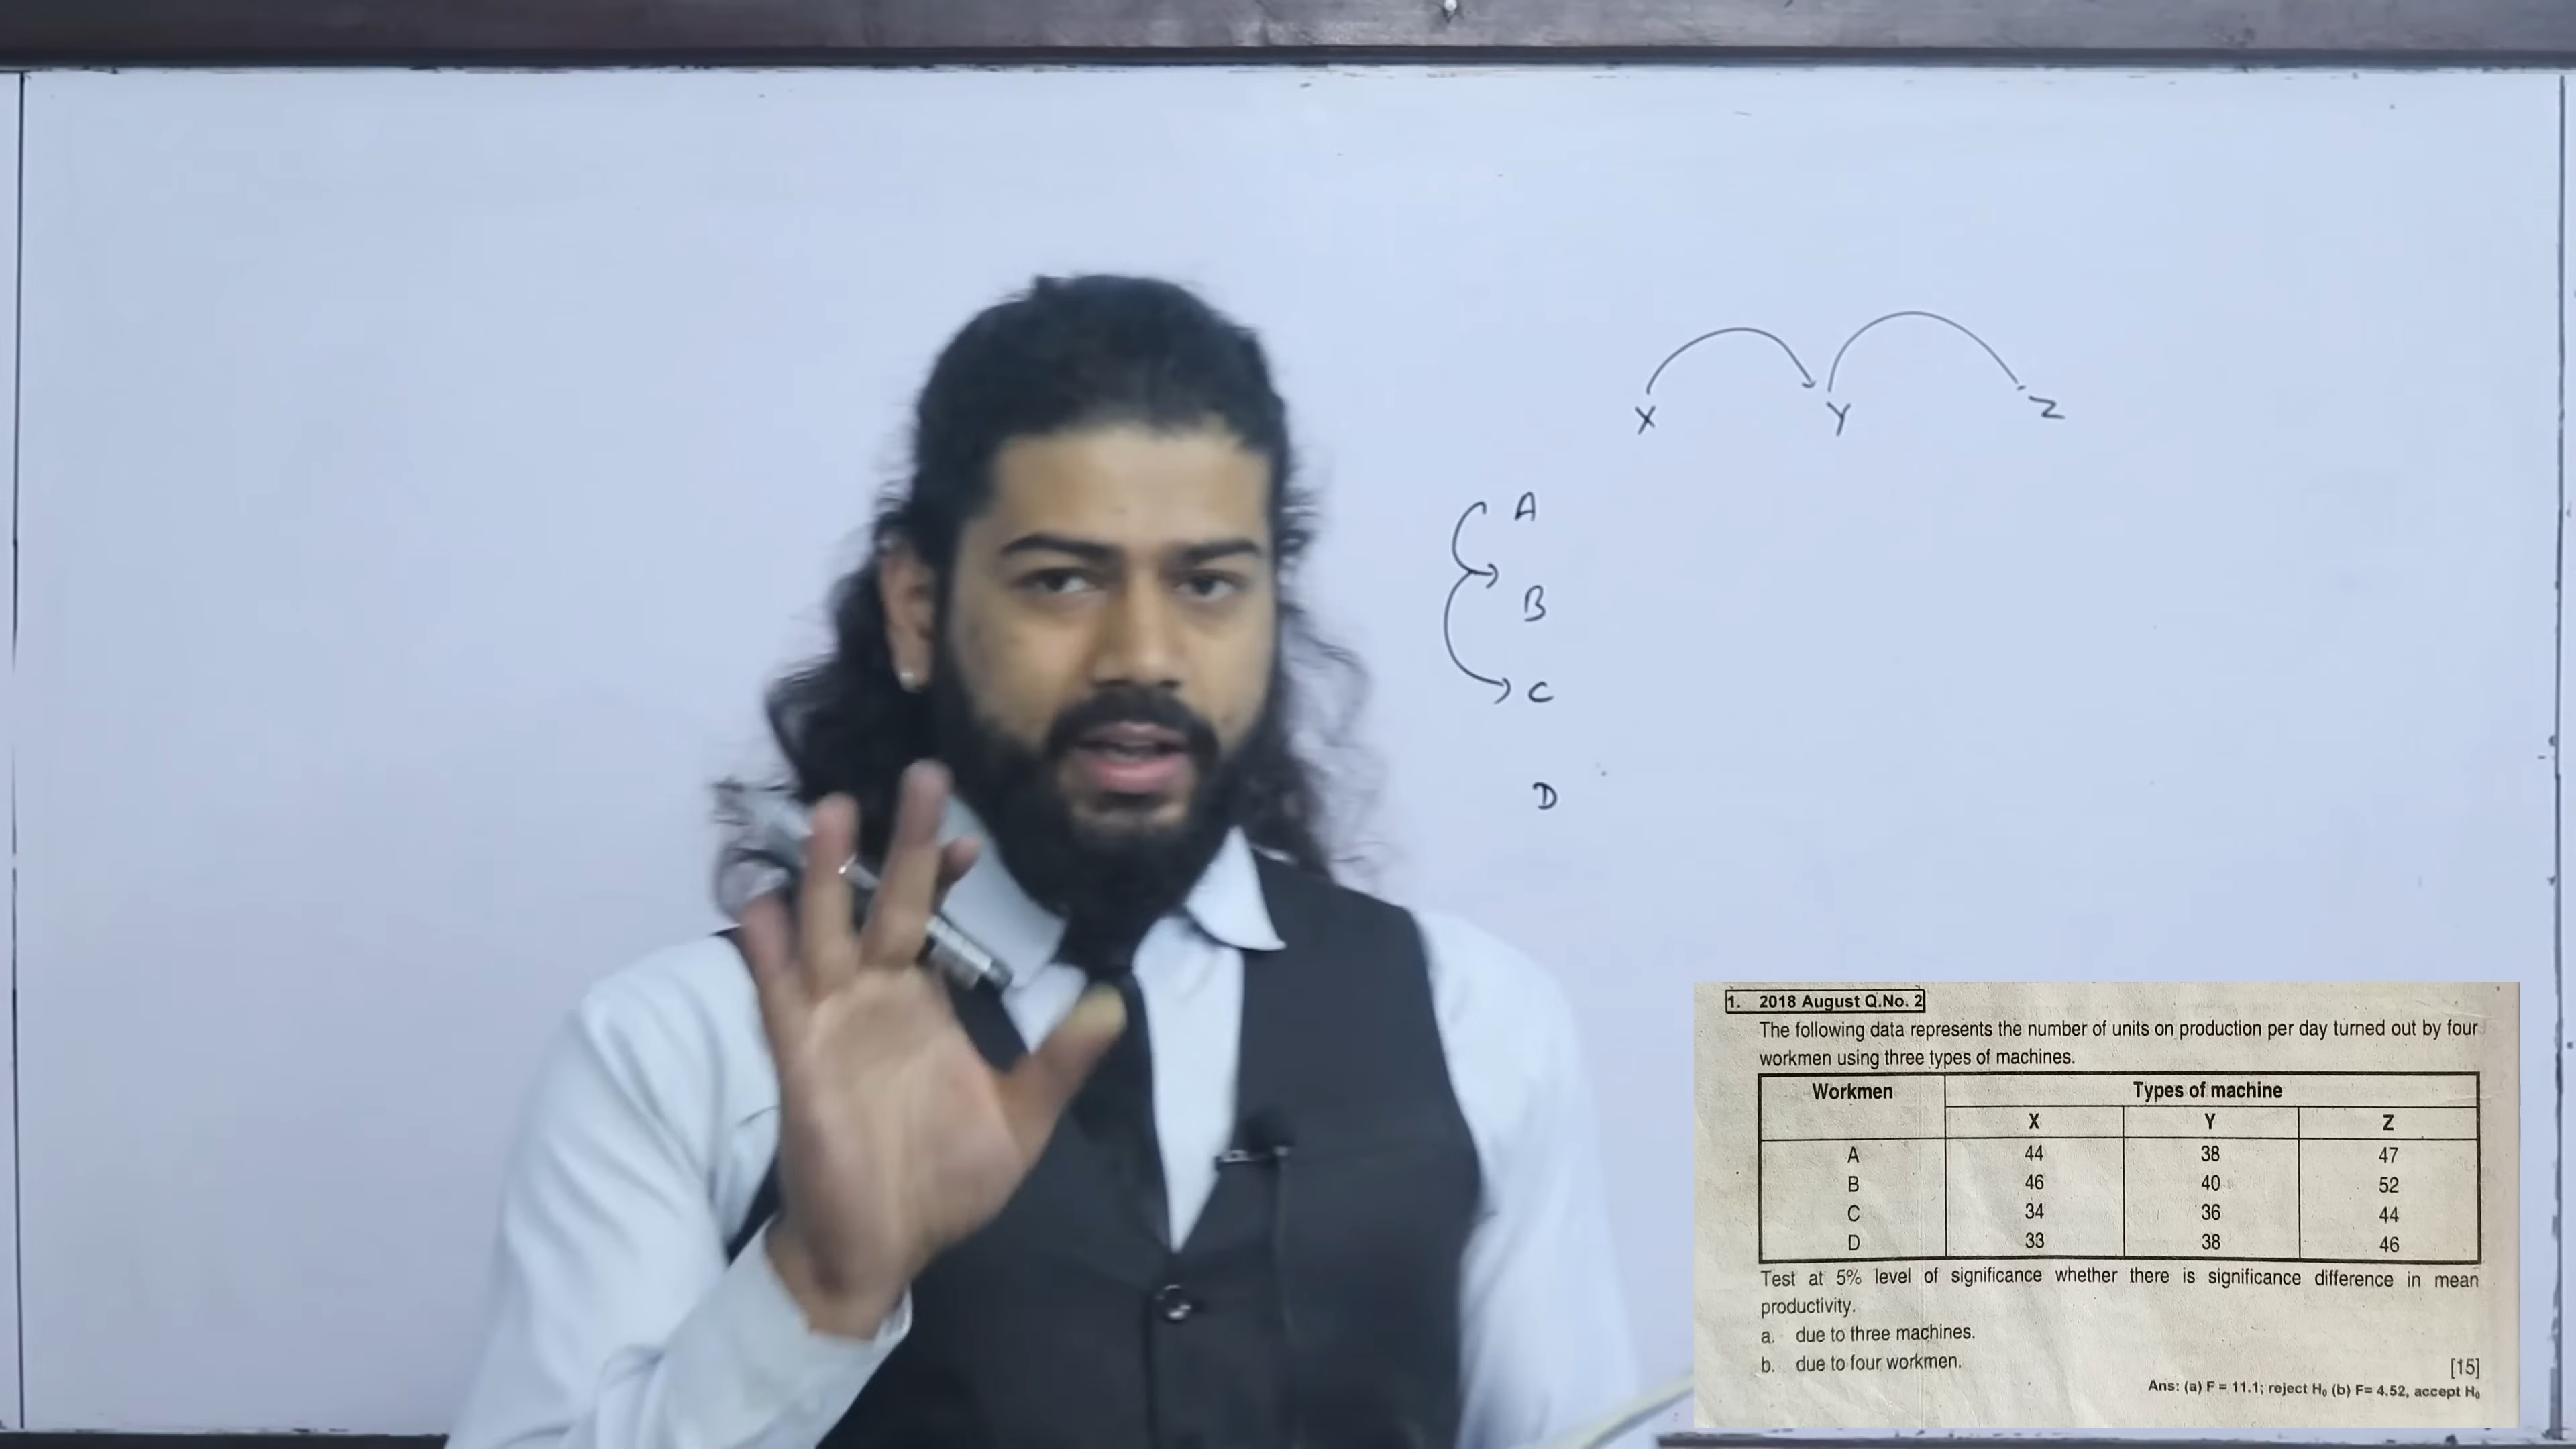 X Y Z
A
B
C
D
1. 2018 August Q.No. 2
The following data represents the number of units on production per day turned out by four
workmen using three types of machines.
Workmen Types of machine
X Y Z
A 44 38 47
B 46 40 52
C 34 36 44
D 33 38 46
Test at 5% level of significance whether there is significance difference in mean
productivity.
a. due to three machines.
b. due to four workmen.
[15]
Ans: (a) F = 11.1; reject H₀ (b) F= 4.52, accept H₀